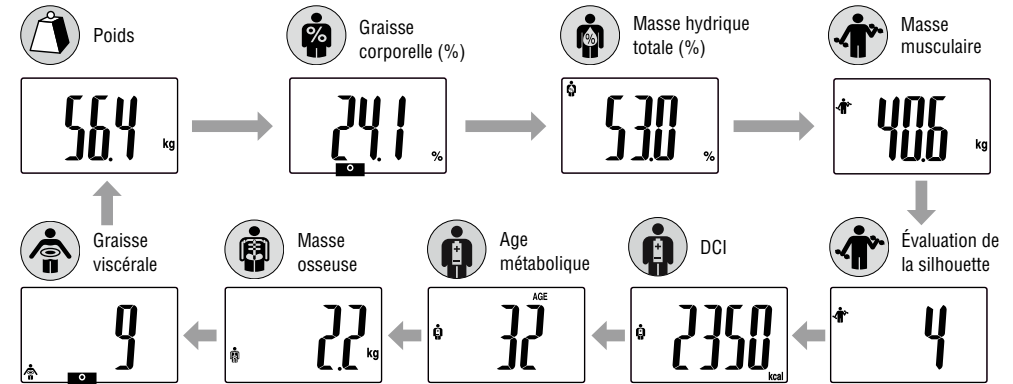 Poids
56.4
kg
Graisse
corporelle (%)
%
24.1
%
Masse hydrique
totale (%)
%
53.0
%
Masse
musculaire
40.6
kg
Évaluation de
la silhouette
4
DCI
2350
kcal
Age
métabolique
AGE
32
Masse
osseuse
2.2
kg
Graisse
viscérale
9